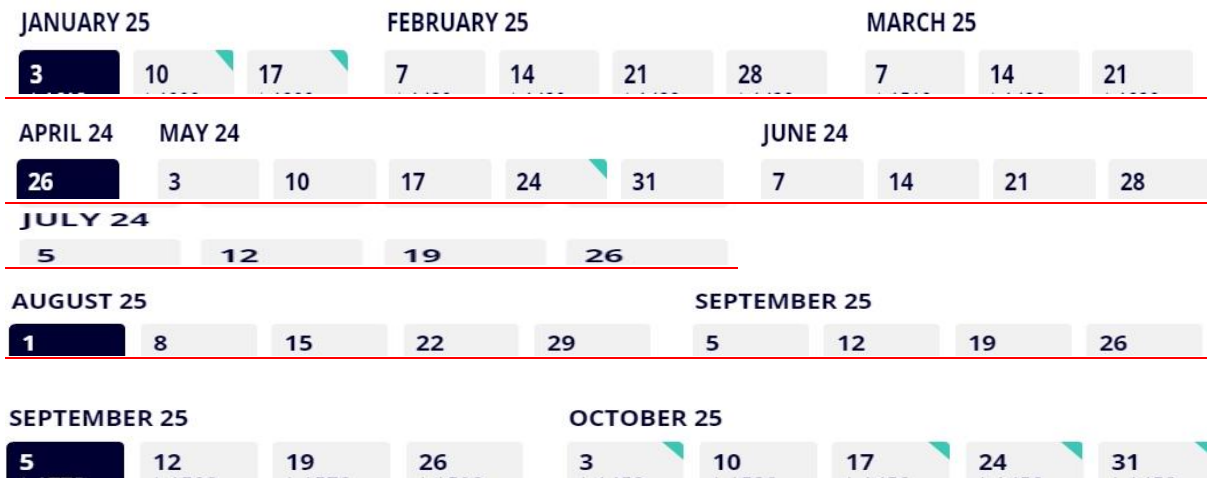 JANUARY 25 FEBRUARY 25 MARCH 25
3 10 17 7 14 21 28 7 14 21
APRIL 24 MAY 24 JUNE 24
26 3 10 17 24 31 7 14 21 28
JULY 24
5 12 19 26
AUGUST 25 SEPTEMBER 25
1 8 15 22 29 5 12 19 26
SEPTEMBER 25 OCTOBER 25
5 12 19 26 3 10 17 24 31